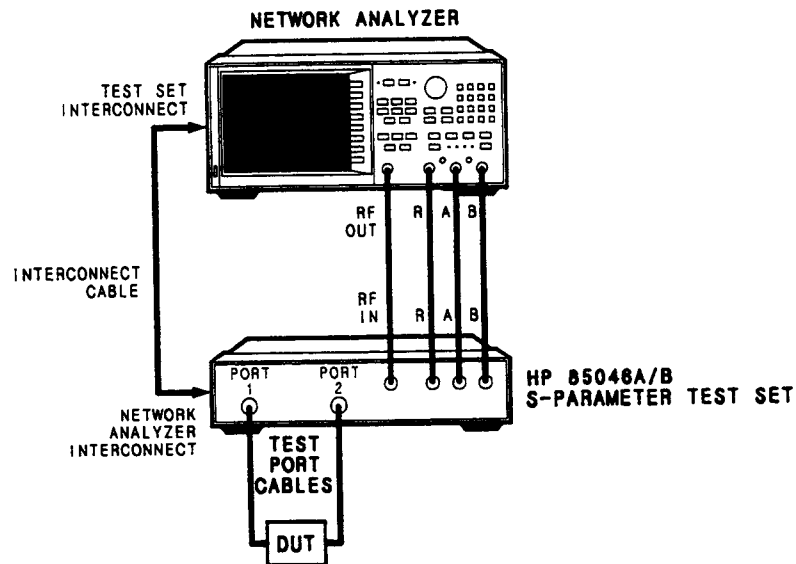 NETWORK ANALYZER
TEST SET
INTERCONNECT
RF
OUT
R
A
B
INTERCONNECT
CABLE
RF
IN
R
A
B
PORT
1
PORT
2
HP 85046A/B
S-PARAMETER TEST SET
NETWORK
ANALYZER
INTERCONNECT
TEST
PORT
CABLES
DUT